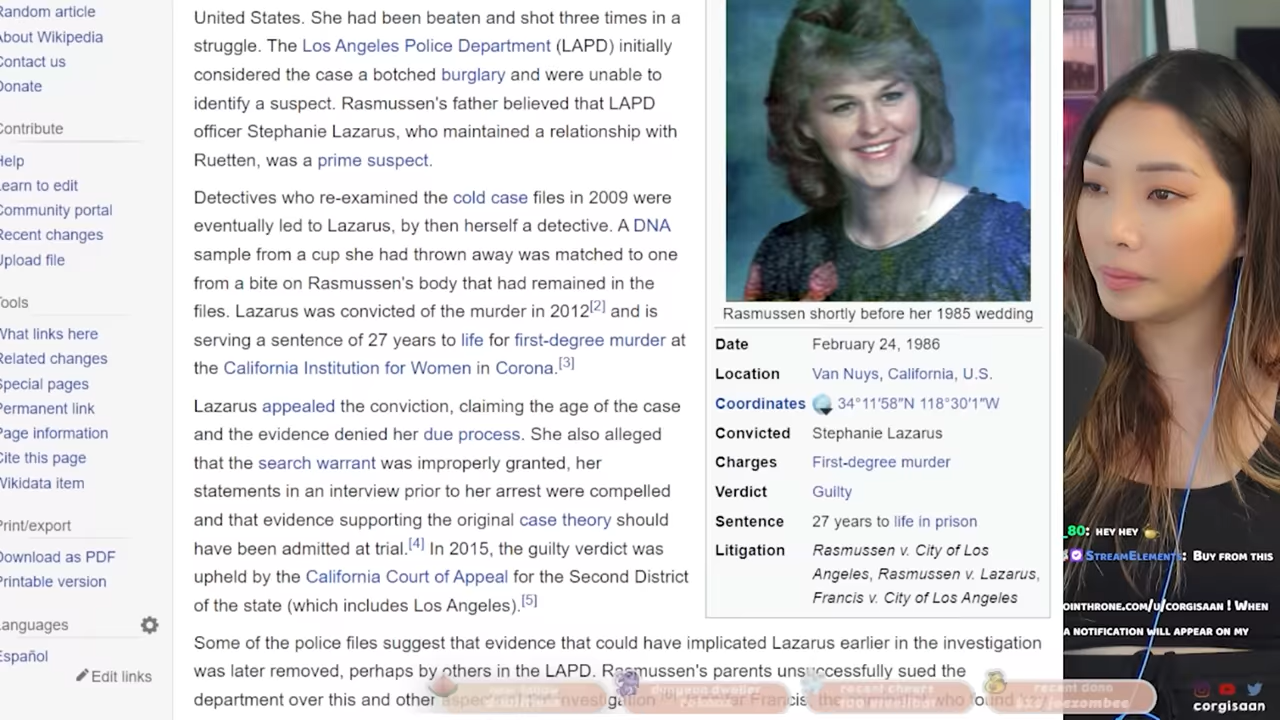 Random article
About Wikipedia
Contact us
Donate
Contribute
Help
Learn to edit
Community portal
Recent changes
Upload file
Tools
What links here
Related changes
Special pages
Permanent link
Page information
Cite this page
Wikidata item
Print/export
Download as PDF
Printable version
Languages
Español
Edit links
United States. She had been beaten and shot three times in a
struggle. The Los Angeles Police Department (LAPD) initially
considered the case a botched burglary and were unable to
identify a suspect. Rasmussen's father believed that LAPD
officer Stephanie Lazarus, who maintained a relationship with
Ruetten, was a prime suspect.
Detectives who re-examined the cold case files in 2009 were
eventually led to Lazarus, by then herself a detective. A DNA
sample from a cup she had thrown away was matched to one
from a bite on Rasmussen's body that had remained in the
files. Lazarus was convicted of the murder in 2012[2] and is
serving a sentence of 27 years to life for first-degree murder at
the California Institution for Women in Corona.[3]
Lazarus appealed the conviction, claiming the age of the case
and the evidence denied her due process. She also alleged
that the search warrant was improperly granted, her
statements in an interview prior to her arrest were compelled
and that evidence supporting the original case theory should
have been admitted at trial.[4] In 2015, the guilty verdict was
upheld by the California Court of Appeal for the Second District
of the state (which includes Los Angeles).[5]
Some of the police files suggest that evidence that could have implicated Lazarus earlier in the investigation
was later removed, perhaps by others in the LAPD. Rasmussen's parents unsuccessfully sued the
department over this and other aspects of the investigation
who found
Rasmussen shortly before her 1985 wedding
Date February 24, 1986
Location Van Nuys, California, U.S.
Coordinates 34°11′58″N 118°30′1″W
Convicted Stephanie Lazarus
Charges First-degree murder
Verdict Guilty
Sentence 27 years to life in prison
Litigation Rasmussen v. City of Los
Angeles, Rasmussen v. Lazarus,
Francis v. City of Los Angeles
_80: HEY HEY
StreamElements: Buy from this
ointhrone.com/u/corgisaan ! When
a notification will appear on my
recent cheers
recent dono
corgisaan